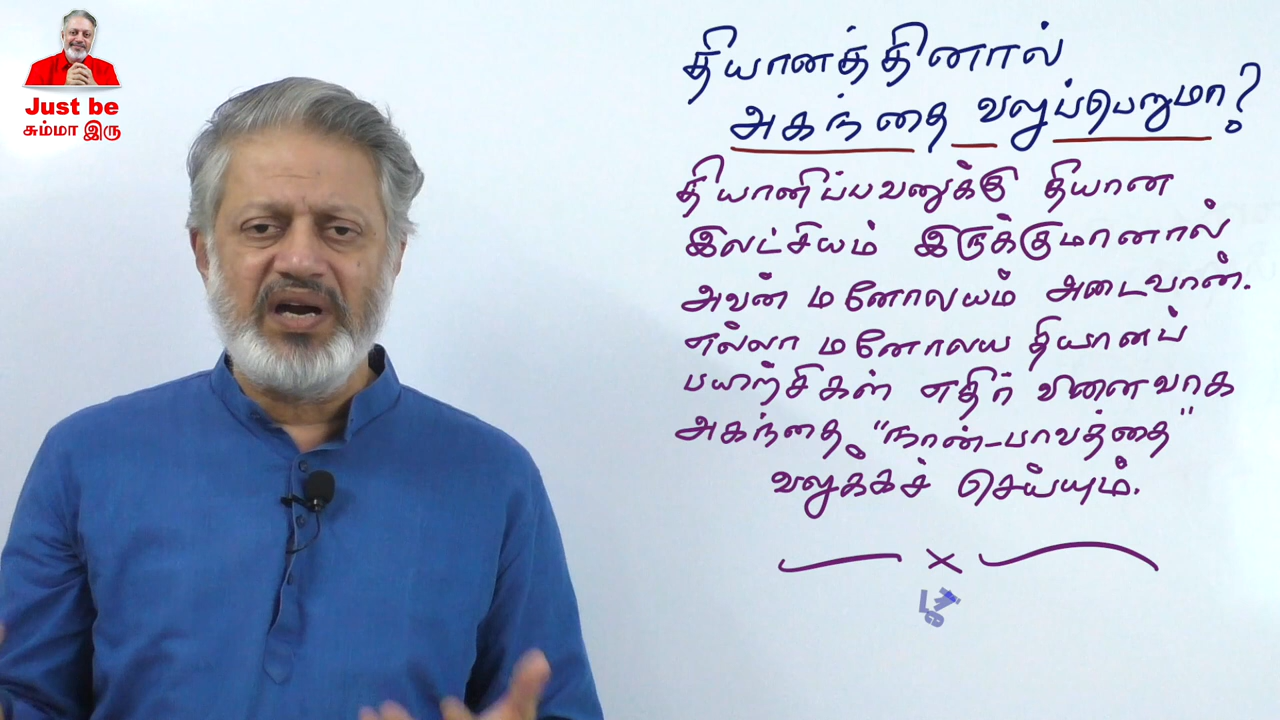 Just be
சும்மா இரு
தியானத்தினால்
அகந்தை வலுப்பெறுமா?
தியானிப்பவனுக்கு தியான
இலட்சியம் இருக்குமானால்
அவன் மனோலயம் அடைவான்.
எல்லா மனோலய தியானப்
பயிற்சிகள் எதிர் வினைவாக
அகந்தை, "நான்-பாவத்தை"
வலுக்கச் செய்யும்.